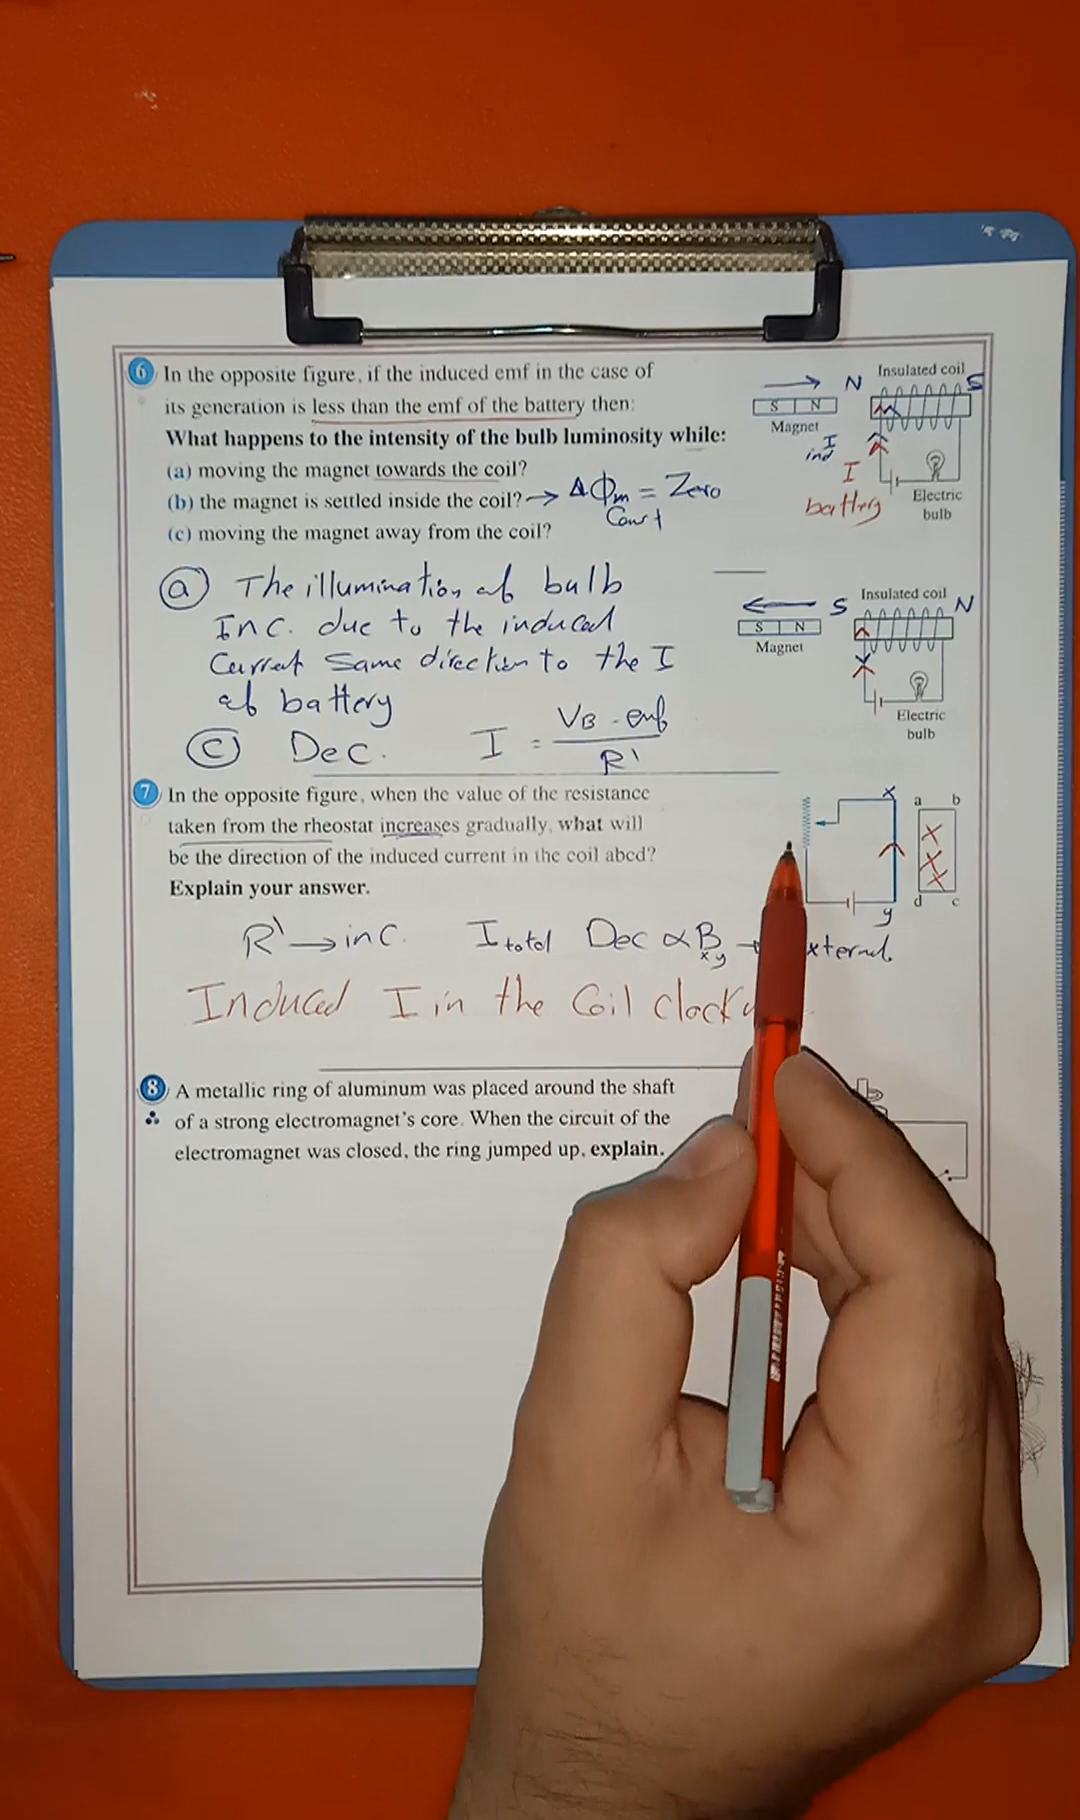 6 In the opposite figure, if the induced emf in the case of
its generation is less than the emf of the battery then:
What happens to the intensity of the bulb luminosity while:
(a) moving the magnet towards the coil?
(b) the magnet is settled inside the coil? → ΔΦm = Zero
Const
(c) moving the magnet away from the coil?
N Insulated coil S
S N
Magnet
I ind
I
battery
Electric
bulb
a The illumination of bulb
Inc. due to the induced
Current Same direction to the I
of battery
c Dec. I = VB - emf / R'
S Insulated coil N
S N
Magnet
Electric
bulb
7 In the opposite figure, when the value of the resistance
taken from the rheostat increases gradually, what will
be the direction of the induced current in the coil abcd?
Explain your answer.
x a b
y d c
R' → inc. I total Dec ∝ B xy
Induced I in the Coil
8 A metallic ring of aluminum was placed around the shaft
of a strong electromagnet's core. When the circuit of the
electromagnet was closed, the ring jumped up, explain.